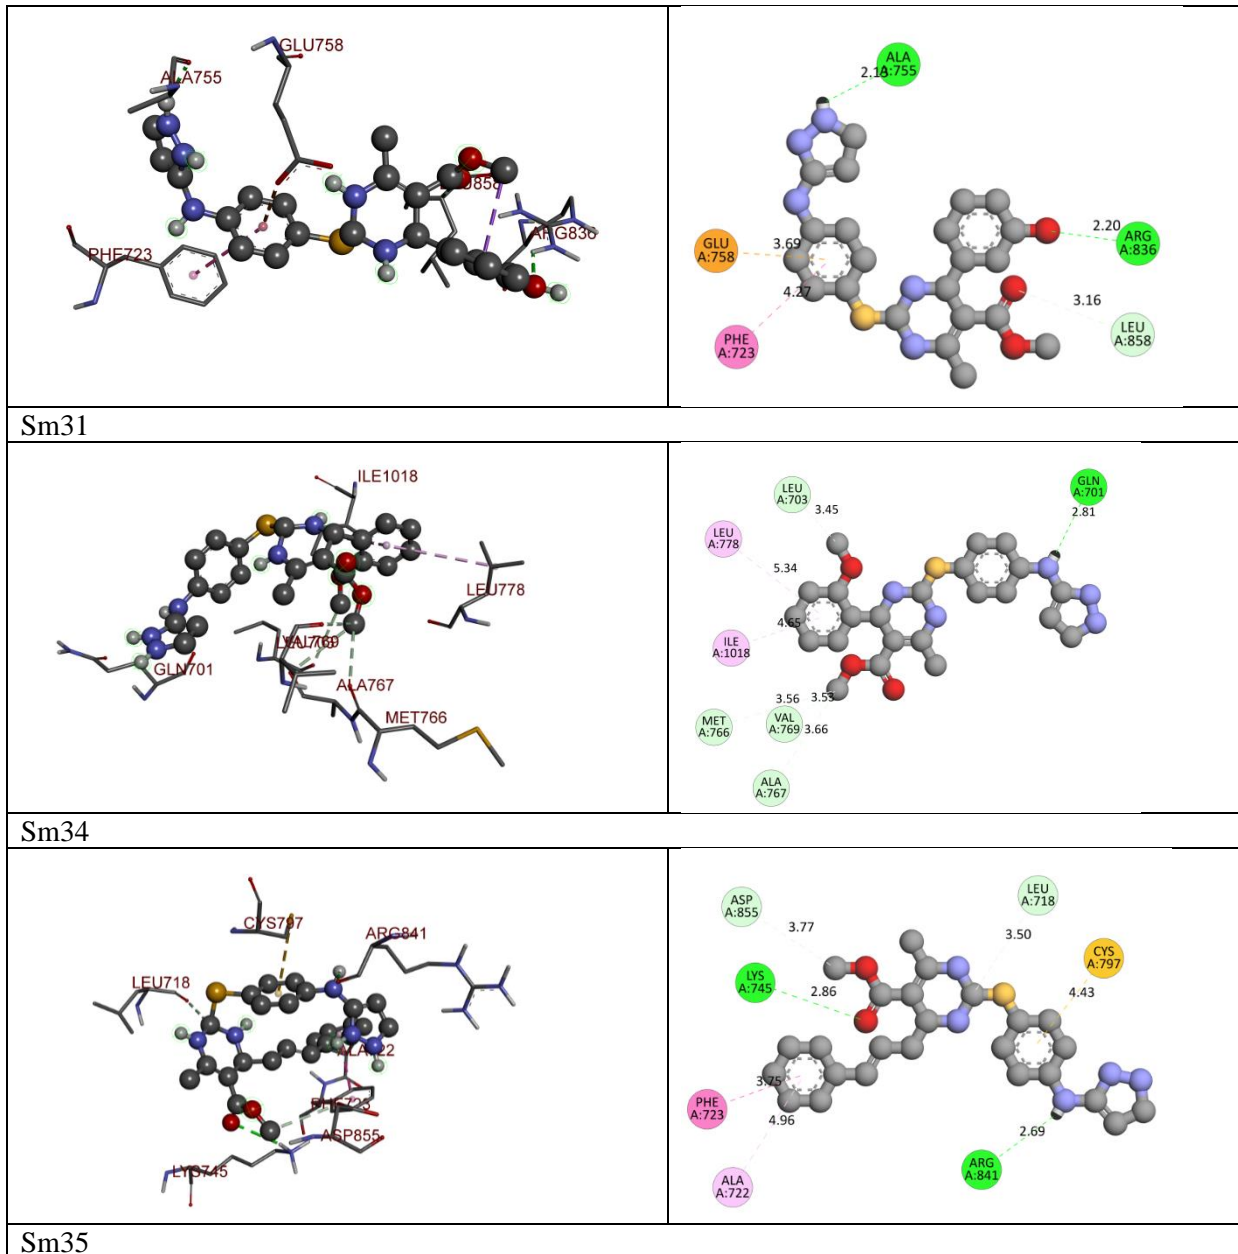 GLU758
ALA755
PHE723
ARG836
ALA
A:755
2.13
GLU
A:758
3.69
4.27
PHE
A:723
2.20
ARG
A:836
3.16
LEU
A:858
Sm31
ILE1018
LEU778
GLN701
ALA767
MET766
LEU
A:703
3.45
GLN
A:701
2.81
LEU
A:778
5.34
4.65
ILE
A:1018
3.56
3.53
MET
A:766
VAL
A:769
3.66
ALA
A:767
Sm34
CYS797
ARG841
LEU718
ASP855
LYS745
ASP
A:855
3.77
LEU
A:718
3.50
LYS
A:745
2.86
CYS
A:797
4.43
3.75
PHE
A:723
4.96
2.69
ALA
A:722
ARG
A:841
Sm35